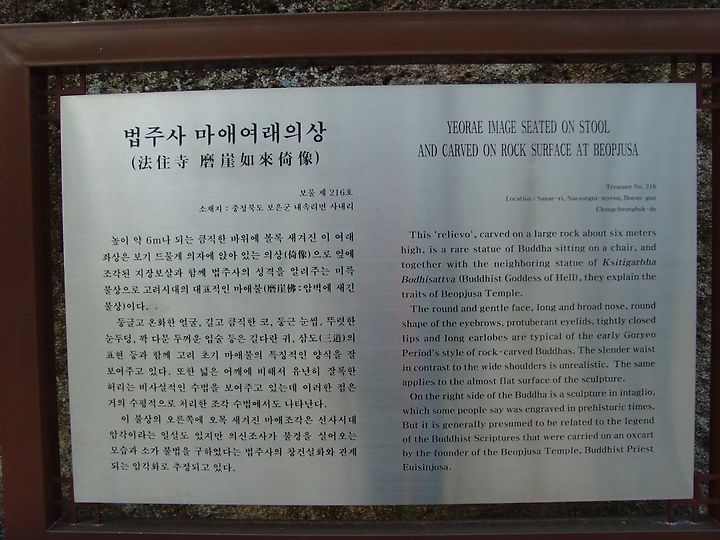 법주사 마애여래의상
(法住寺 磨崖如來倚像)
보물 제 216호
소재지 : 충청북도 보은군 내속리면 사내리
높이 약 6m나 되는 큼직한 바위에 볼록 새겨진 이 여래
좌상은 보기 드물게 의자에 앉아 있는 의상(倚像)으로 옆에
조각된 지장보살과 함께 법주사의 성격을 알려주는 미륵
불상으로 고려시대의 대표적인 마애불(磨崖佛:암벽에 새긴
불상)이다.
둥글고 온화한 얼굴, 길고 큼직한 코, 둥근 눈썹, 뚜렷한
눈두덩, 꽉 다문 두꺼운 입술 등은 길다란 귀, 삼도(三道)의
표현 등과 함께 고려 초기 마애불의 특징적인 양식을 잘
보여주고 있다. 또한 넓은 어깨에 비해서 유난히 잘록한
허리는 비사실적인 수법을 보여주고 있는데 이러한 점은
거의 수평적으로 처리한 조각 수법에서도 나타난다.
이 불상의 오른쪽에 오목 새겨진 마애조각은 선사시대
암각이라는 일설도 있지만 의신조사가 불경을 실어오는
모습과 소가 불법을 구하였다는 법주사의 창건설화와 관계
되는 암각화로 추정되고 있다.
YEORAE IMAGE SEATED ON STOOL
AND CARVED ON ROCK SURFACE AT BEOPJUSA
Treasure No. 216
Location : Sanae-ri, Naesongni-myeon, Boeun-gun
Chungcheongbuk-do
This 'relievo', carved on a large rock about six meters
high, is a rare statue of Buddha sitting on a chair, and
together with the neighboring statue of Ksitigarbha
Bodhisattva (Buddhist Goddess of Hell), they explain the
traits of Beopjusa Temple.
The round and gentle face, long and broad nose, round
shape of the eyebrows, protuberant eyelids, tightly closed
lips and long earlobes are typical of the early Goryeo
Period's style of rock-carved Buddhas. The slender waist
in contrast to the wide shoulders is unrealistic. The same
applies to the almost flat surface of the sculpture.
On the right side of the Buddha is a sculpture in intaglio,
which some people say was engraved in prehistoric times.
But it is generally presumed to be related to the legend
of the Buddhist Scriptures that were carried on an oxcart
by the founder of the Beopjusa Temple, Buddhist Priest
Euisinjosa.